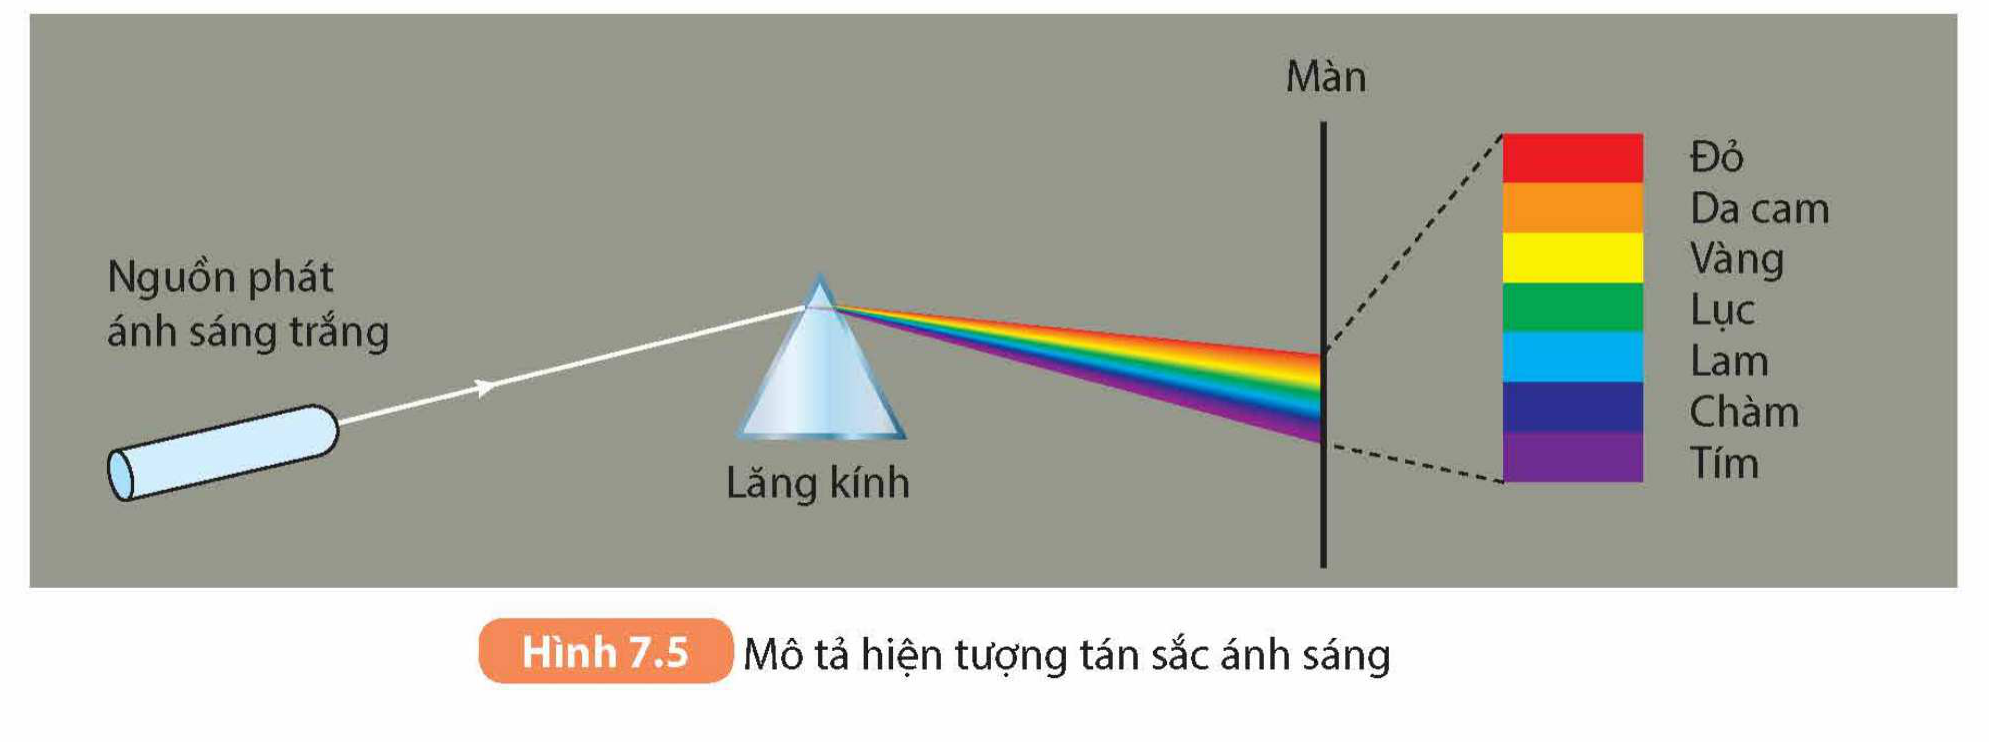 Màn
Nguồn phát
ánh sáng trắng
Lăng kính
Đỏ
Da cam
Vàng
Lục
Lam
Chàm
Tím
Hình 7.5 Mô tả hiện tượng tán sắc ánh sáng